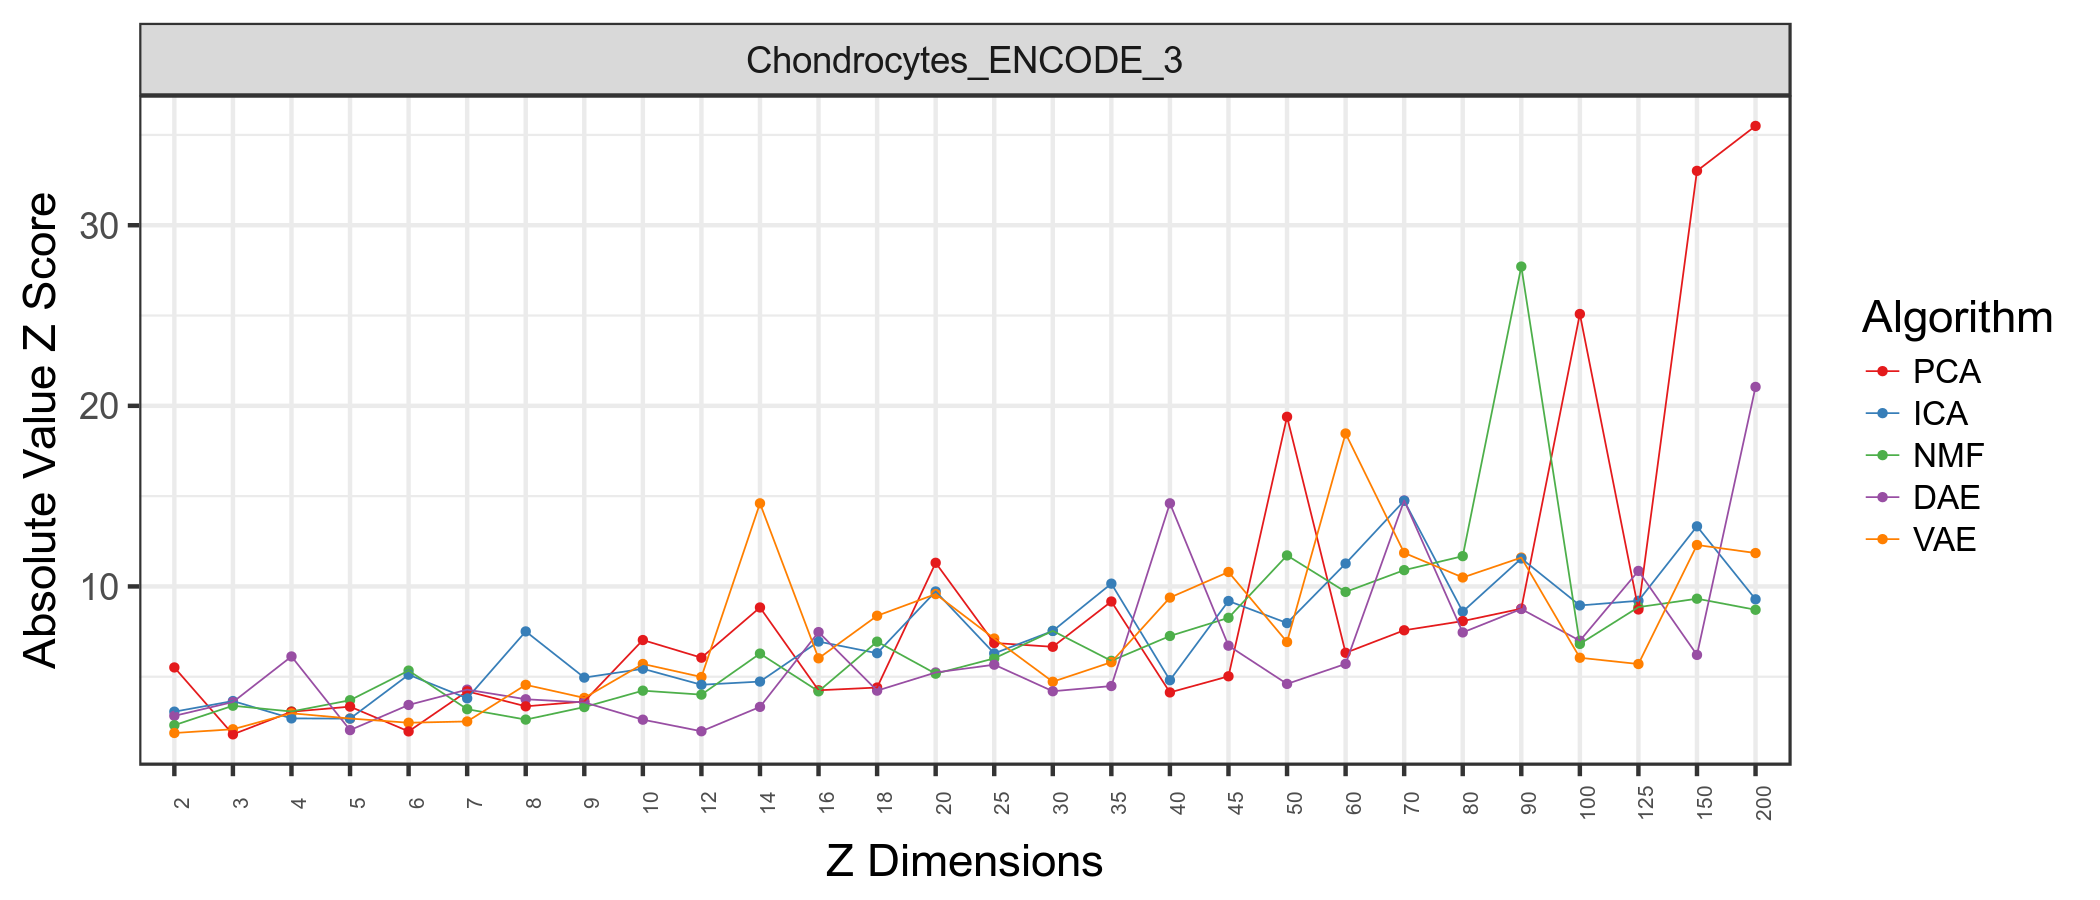 Chondrocytes_ENCODE_3
Absolute Value Z Score
30
20
10
2 3 4 5 6 7 8 9 10 12 14 16 18 20 25 30 35 40 45 50 60 70 80 90 100 125 150 200
Z Dimensions
Algorithm
PCA
ICA
NMF
DAE
VAE